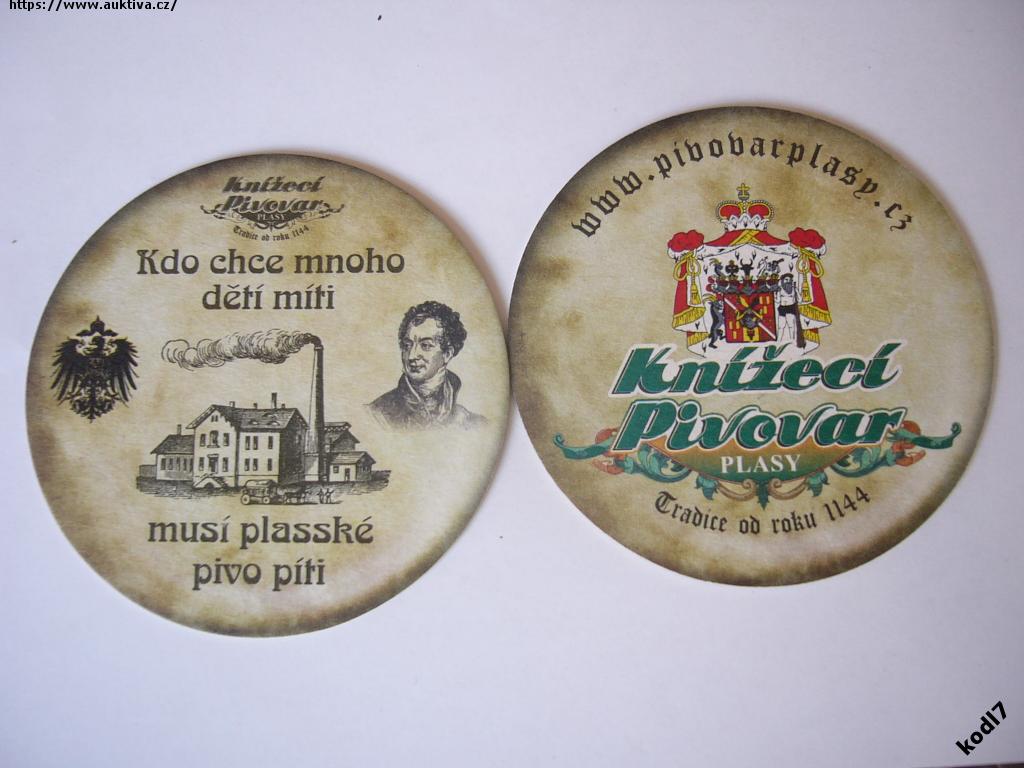 https://www.auktiva.cz/
Knížecí
Pivovar
PLASY
Tradice od roku 1144
Kdo chce mnoho
dětí míti
musí plasské
pivo píti
www.pivovarplasy.cz
Knížecí
Pivovar
PLASY
Tradice od roku 1144
kodl7